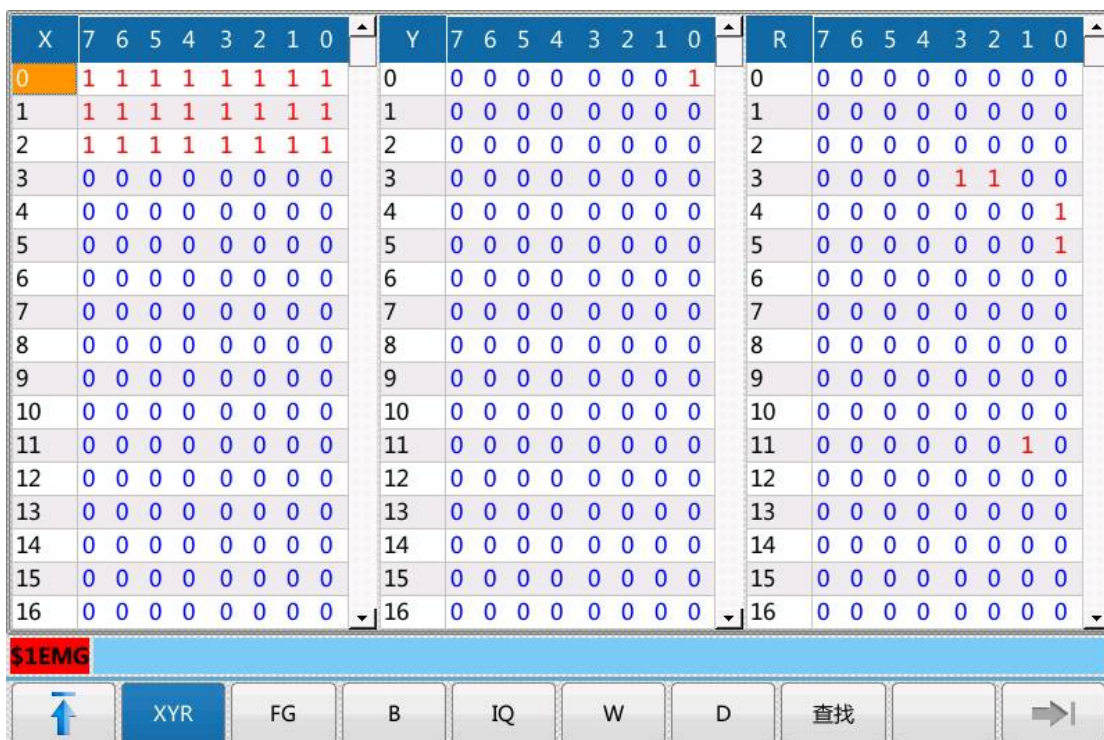 X 7 6 5 4 3 2 1 0 Y 7 6 5 4 3 2 1 0 R 7 6 5 4 3 2 1 0
0 1 1 1 1 1 1 1 1 0 0 0 0 0 0 0 0 1 0 0 0 0 0 0 0 0 0
1 1 1 1 1 1 1 1 1 1 0 0 0 0 0 0 0 0 1 0 0 0 0 0 0 0 0
2 1 1 1 1 1 1 1 1 2 0 0 0 0 0 0 0 0 2 0 0 0 0 0 0 0 0
3 0 0 0 0 0 0 0 0 3 0 0 0 0 0 0 0 0 3 0 0 0 0 1 1 0 0
4 0 0 0 0 0 0 0 0 4 0 0 0 0 0 0 0 0 4 0 0 0 0 0 0 0 1
5 0 0 0 0 0 0 0 0 5 0 0 0 0 0 0 0 0 5 0 0 0 0 0 0 0 1
6 0 0 0 0 0 0 0 0 6 0 0 0 0 0 0 0 0 6 0 0 0 0 0 0 0 0
7 0 0 0 0 0 0 0 0 7 0 0 0 0 0 0 0 0 7 0 0 0 0 0 0 0 0
8 0 0 0 0 0 0 0 0 8 0 0 0 0 0 0 0 0 8 0 0 0 0 0 0 0 0
9 0 0 0 0 0 0 0 0 9 0 0 0 0 0 0 0 0 9 0 0 0 0 0 0 0 0
10 0 0 0 0 0 0 0 0 10 0 0 0 0 0 0 0 0 10 0 0 0 0 0 0 0 0
11 0 0 0 0 0 0 0 0 11 0 0 0 0 0 0 0 0 11 0 0 0 0 0 0 1 0
12 0 0 0 0 0 0 0 0 12 0 0 0 0 0 0 0 0 12 0 0 0 0 0 0 0 0
13 0 0 0 0 0 0 0 0 13 0 0 0 0 0 0 0 0 13 0 0 0 0 0 0 0 0
14 0 0 0 0 0 0 0 0 14 0 0 0 0 0 0 0 0 14 0 0 0 0 0 0 0 0
15 0 0 0 0 0 0 0 0 15 0 0 0 0 0 0 0 0 15 0 0 0 0 0 0 0 0
16 0 0 0 0 0 0 0 0 16 0 0 0 0 0 0 0 0 16 0 0 0 0 0 0 0 0
$1EMG
XYR FG B IQ W D 查找